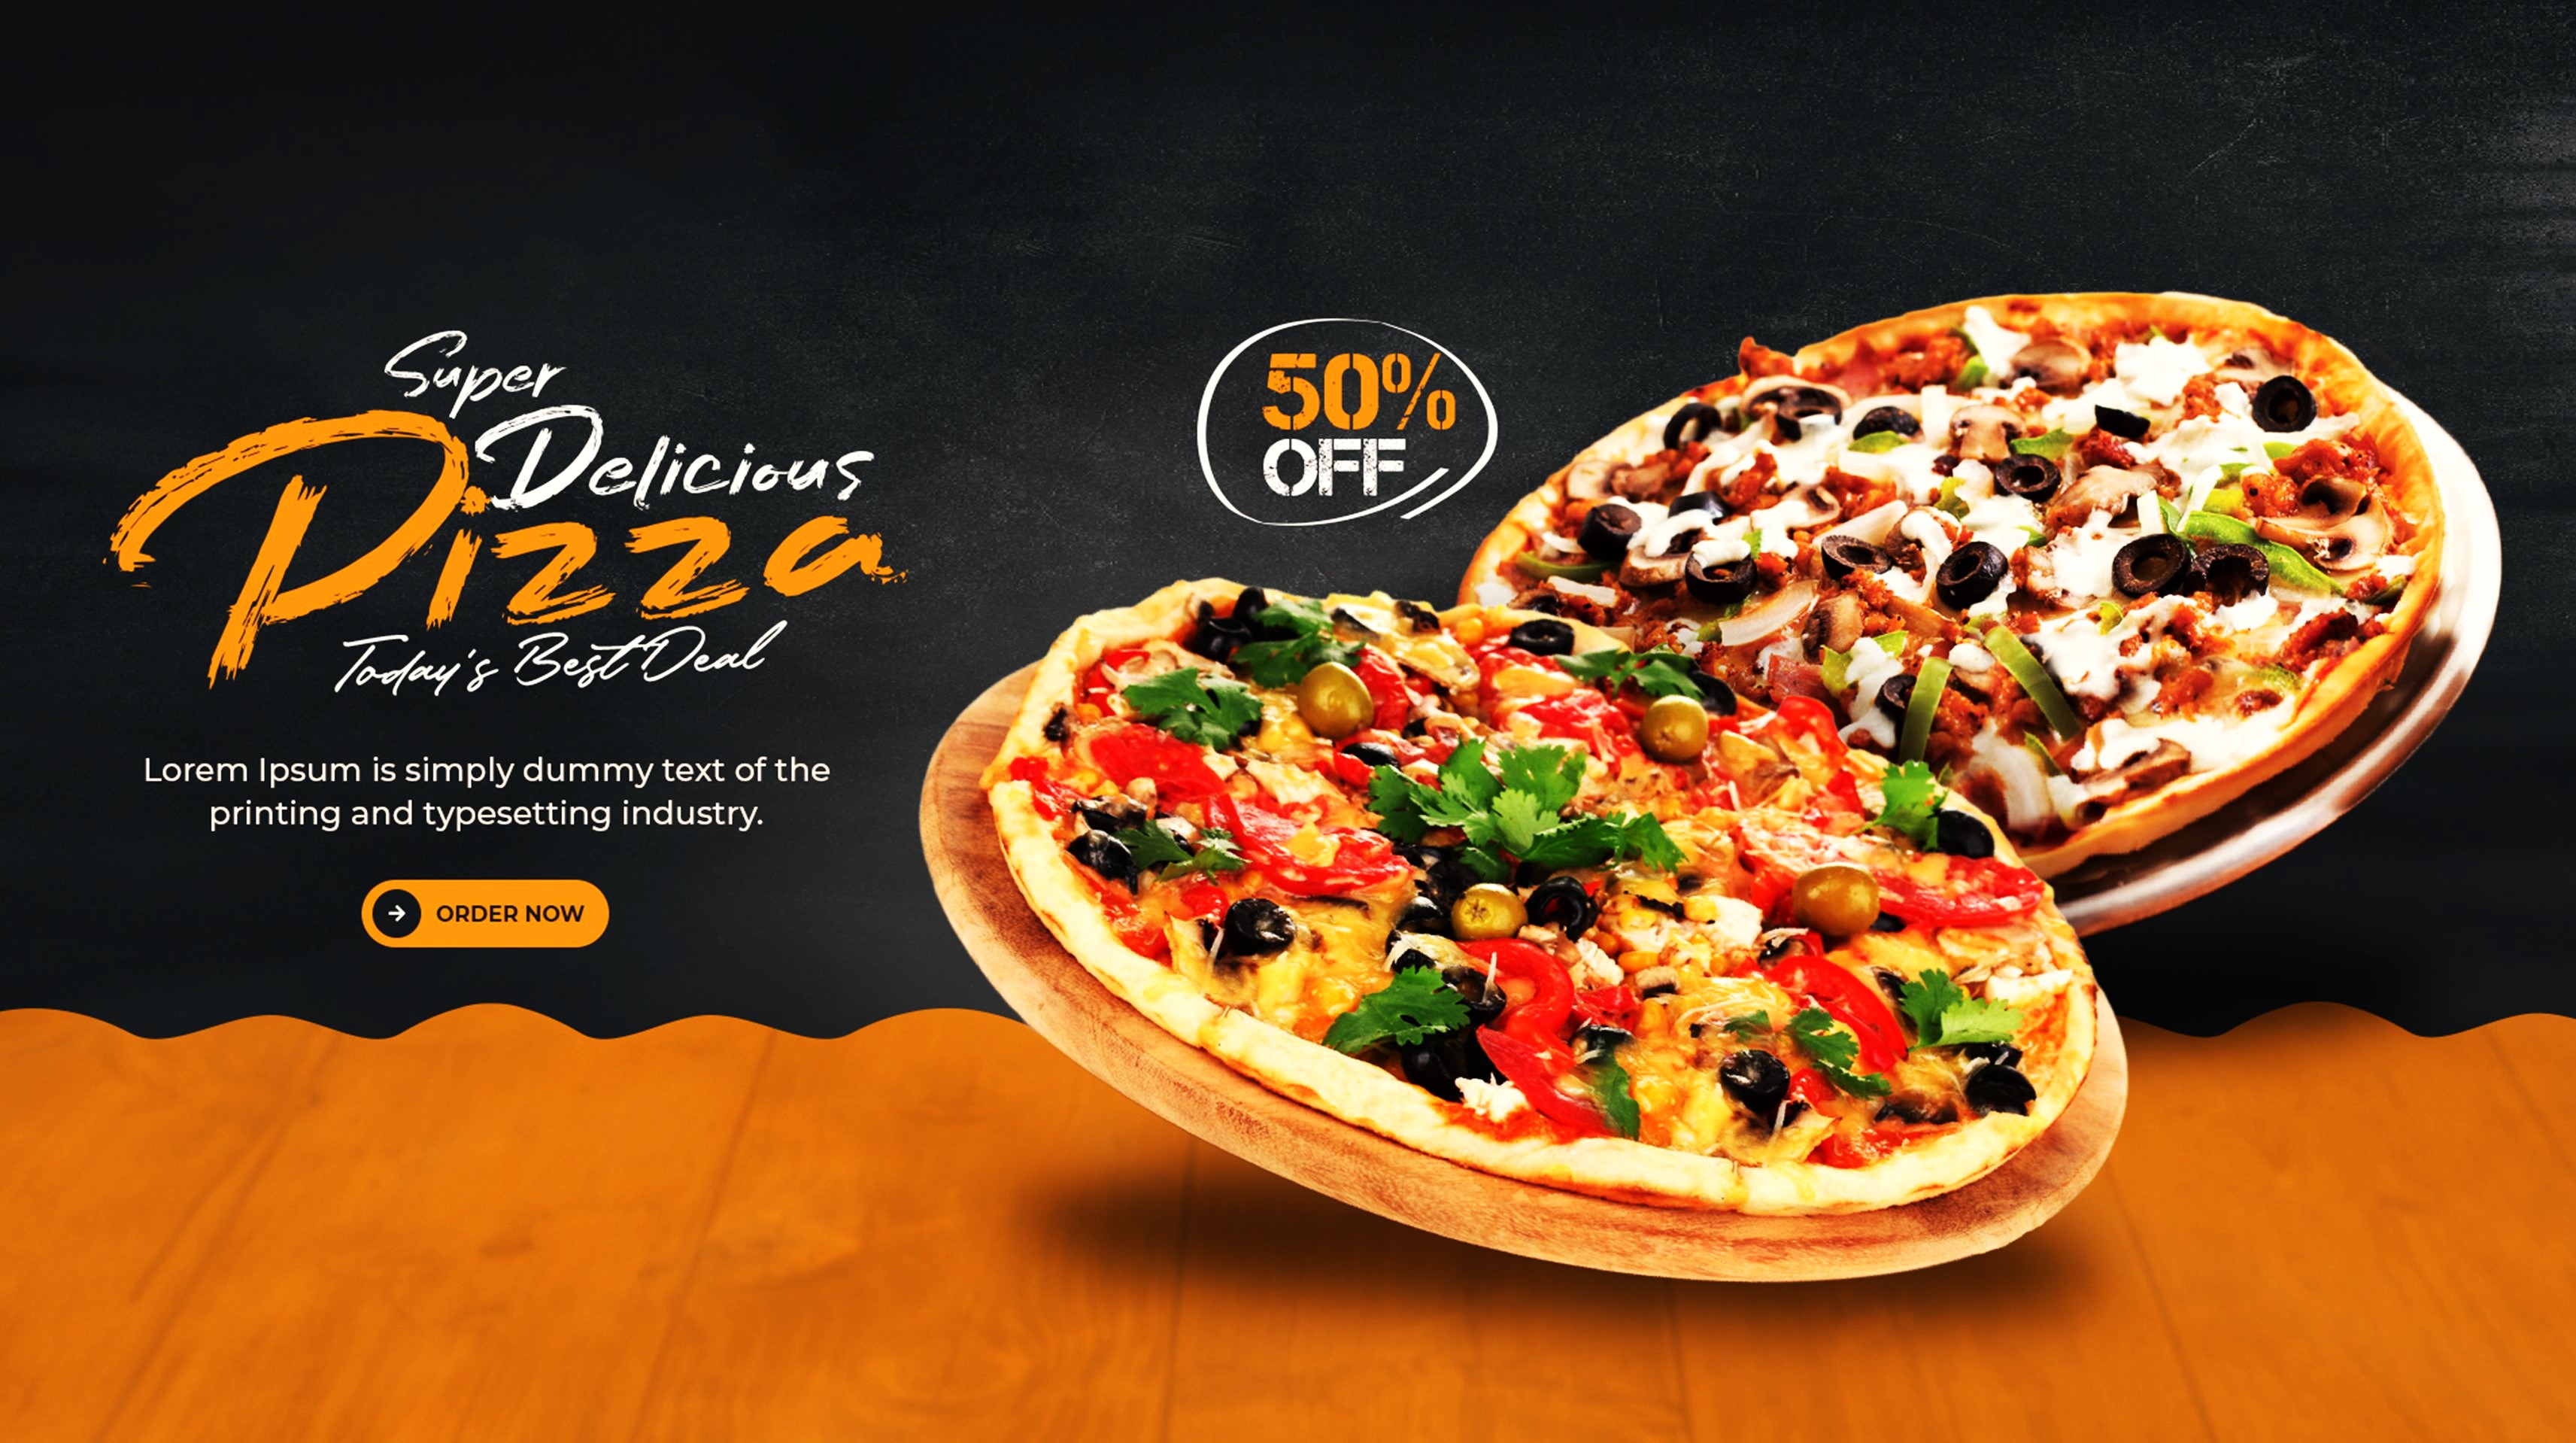 Super
Delicious
Pizza
Today's Best Deal
Lorem Ipsum is simply dummy text of the
printing and typesetting industry.
ORDER NOW
50%
OFF